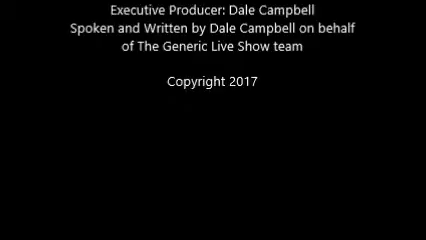 Executive Producer: Dale Campbell
Spoken and Written by Dale Campbell on behalf
of The Generic Live Show team
Copyright 2017